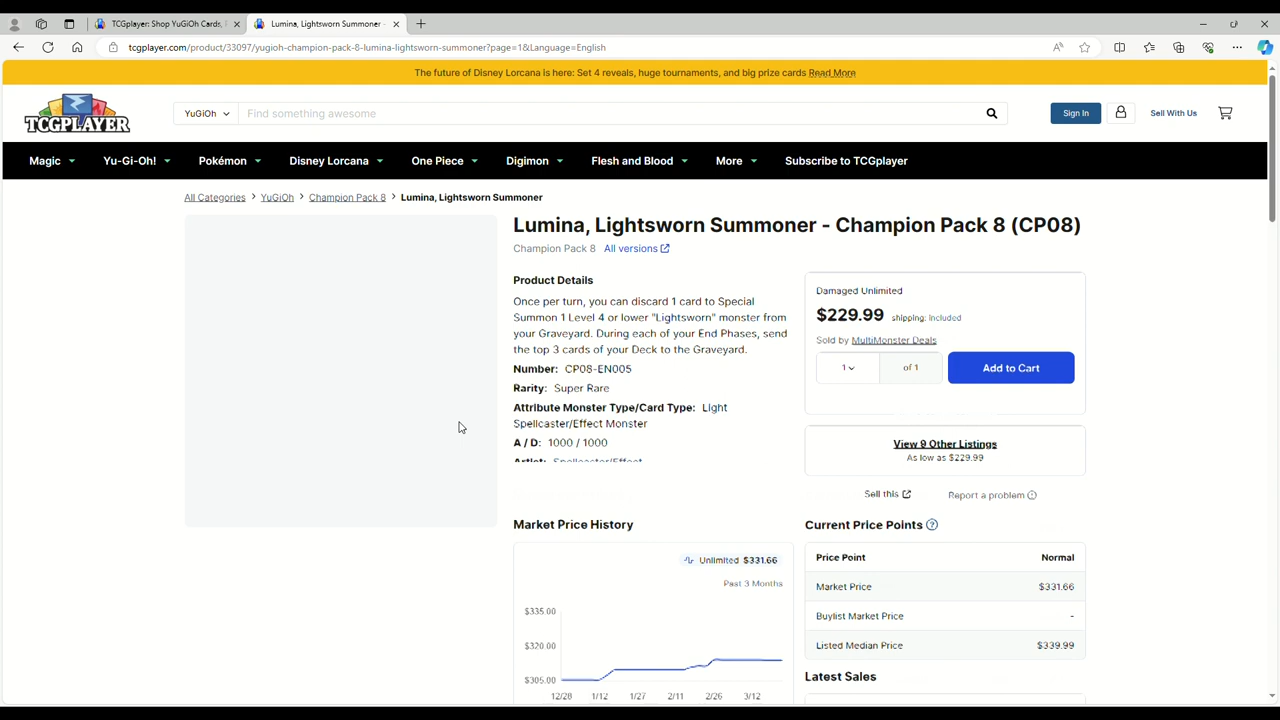 TCGplayer: Shop YuGiOh Cards,
Lumina, Lightsworn Summoner -
tcgplayer.com/product/33097/yugioh-champion-pack-8-lumina-lightsworn-summoner?page=1&Language=English
The future of Disney Lorcana is here: Set 4 reveals, huge tournaments, and big prize cards Read More
TCGPLAYER
YuGiOh
Find something awesome
Sign In
Sell With Us
Magic
Yu-Gi-Oh!
Pokémon
Disney Lorcana
One Piece
Digimon
Flesh and Blood
More
Subscribe to TCGplayer
All Categories > YuGiOh > Champion Pack 8 > Lumina, Lightsworn Summoner
Lumina, Lightsworn Summoner - Champion Pack 8 (CP08)
Champion Pack 8 All versions
Product Details
Once per turn, you can discard 1 card to Special
Summon 1 Level 4 or lower "Lightsworn" monster from
your Graveyard. During each of your End Phases, send
the top 3 cards of your Deck to the Graveyard.
Number: CP08-EN005
Rarity: Super Rare
Attribute Monster Type/Card Type: Light
Spellcaster/Effect Monster
A / D: 1000 / 1000
Artist: Spellcaster/Effect
Damaged Unlimited
$229.99 shipping: Included
Sold by MultiMonster Deals
1 of 1
Add to Cart
View 9 Other Listings
As low as $229.99
Sell this
Report a problem
Market Price History
Unlimited $331.66
Past 3 Months
$335.00
$320.00
$305.00
12/28 1/12 1/27 2/11 2/26 3/12
Current Price Points
Price Point Normal
Market Price $331.66
Buylist Market Price -
Listed Median Price $339.99
Latest Sales